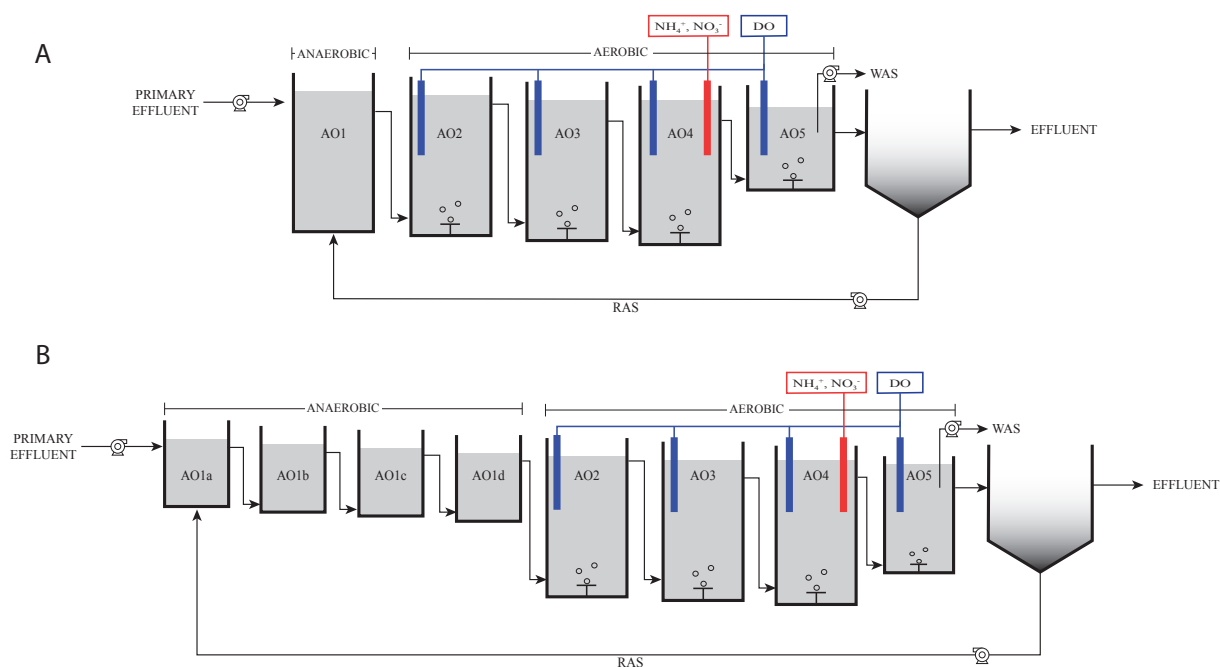 A
NH₄⁺, NO₃⁻
DO
ANAEROBIC
AEROBIC
WAS
PRIMARY
EFFLUENT
AO1
AO2
AO3
AO4
AO5
EFFLUENT
RAS
B
NH₄⁺, NO₃⁻
DO
ANAEROBIC
AEROBIC
WAS
PRIMARY
EFFLUENT
AO1a
AO1b
AO1c
AO1d
AO2
AO3
AO4
AO5
EFFLUENT
RAS